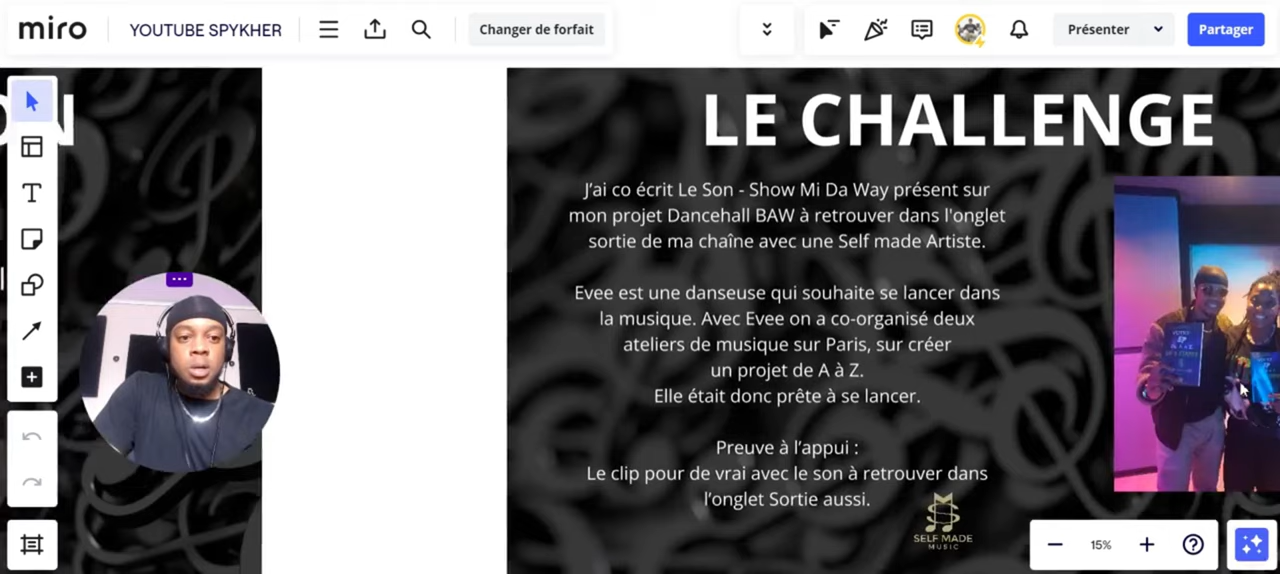 miro
YOUTUBE SPYKHER
Changer de forfait
Présenter
Partager
ON
LE CHALLENGE
J'ai co écrit Le Son - Show Mi Da Way présent sur
mon projet Dancehall BAW à retrouver dans l'onglet
sortie de ma chaîne avec une Self made Artiste.
Evee est une danseuse qui souhaite se lancer dans
la musique. Avec Evee on a co-organisé deux
ateliers de musique sur Paris, sur créer
un projet de A à Z.
Elle était donc prête à se lancer.
Preuve à l'appui :
Le clip pour de vrai avec le son à retrouver dans
l'onglet Sortie aussi.
SELF MADE
MUSIC
15%